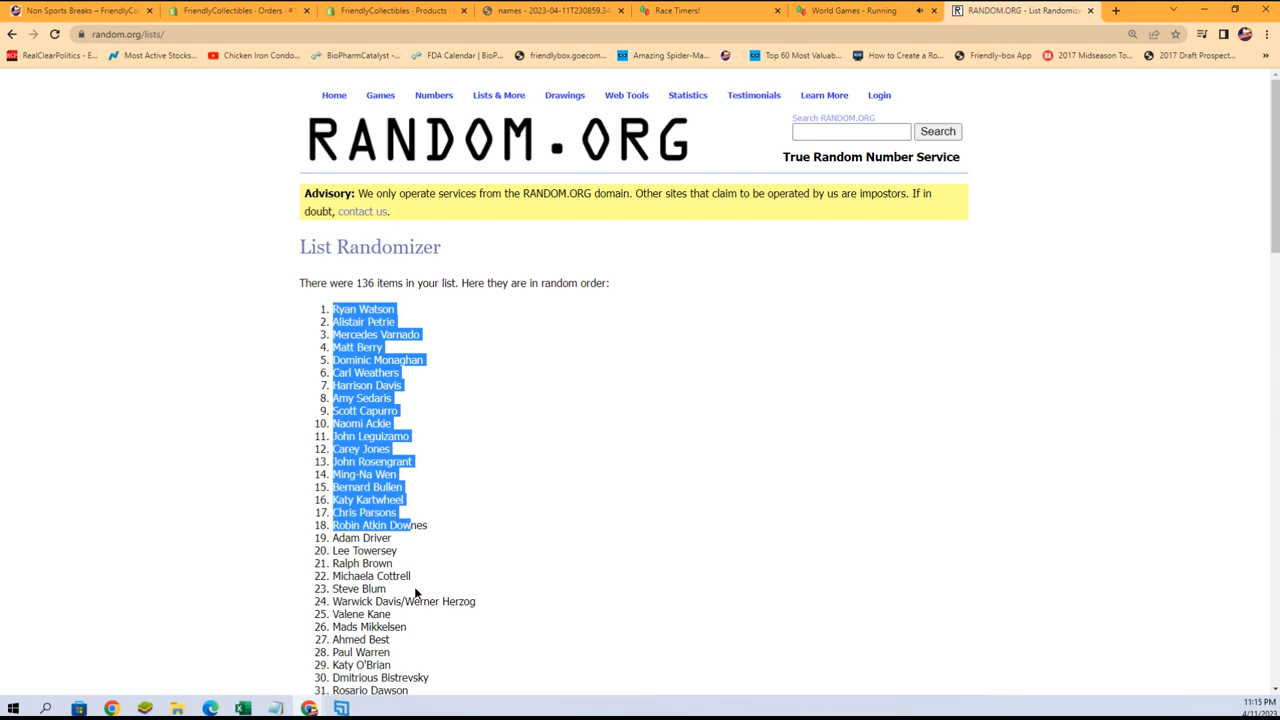 Non Sports Breaks – FriendlyCo
FriendlyCollectibles - Orders - #1
FriendlyCollectibles - Products -
names - 2023-04-11T230859.34
Race Timers!
World Games - Running
RANDOM.ORG - List Randomize
random.org/lists/
RealClearPolitics - E...
Most Active Stocks...
Chicken Iron Condo...
BioPharmCatalyst -...
FDA Calendar | BioP...
friendlybox.goecom...
Amazing Spider-Ma...
Top 60 Most Valuab...
How to Create a Ro...
Friendly-box App
2017 Midseason To...
2017 Draft Prospect...
Home Games Numbers Lists & More Drawings Web Tools Statistics Testimonials Learn More Login
RANDOM.ORG
Search RANDOM.ORG
Search
True Random Number Service
Advisory: We only operate services from the RANDOM.ORG domain. Other sites that claim to be operated by us are impostors. If in
doubt, contact us.
List Randomizer
There were 136 items in your list. Here they are in random order:
1. Ryan Watson
2. Alistair Petrie
3. Mercedes Varnado
4. Matt Berry
5. Dominic Monaghan
6. Carl Weathers
7. Harrison Davis
8. Amy Sedaris
9. Scott Capurro
10. Naomi Ackie
11. John Leguizamo
12. Carey Jones
13. John Rosengrant
14. Ming-Na Wen
15. Bernard Bullen
16. Katy Kartwheel
17. Chris Parsons
18. Robin Atkin Downes
19. Adam Driver
20. Lee Towersey
21. Ralph Brown
22. Michaela Cottrell
23. Steve Blum
24. Warwick Davis/Werner Herzog
25. Valene Kane
26. Mads Mikkelsen
27. Ahmed Best
28. Paul Warren
29. Katy O'Brian
30. Dmitrious Bistrevsky
31. Rosario Dawson
11:15 PM
4/11/2023